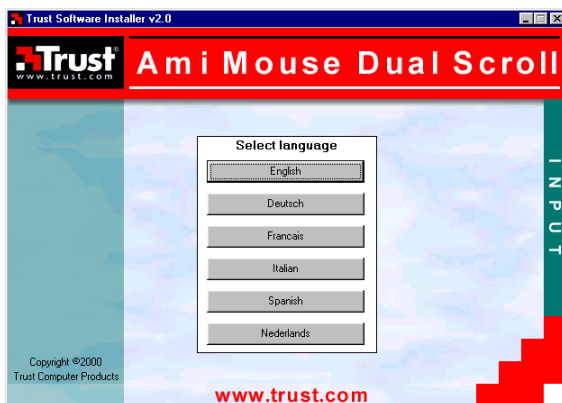 Trust Software Installer v2.0
Trust®
www.trust.com
Ami Mouse Dual Scroll
Select language
English
Deutsch
Francais
Italian
Spanish
Nederlands
INPUT
Copyright ©2000
Trust Computer Products
www.trust.com